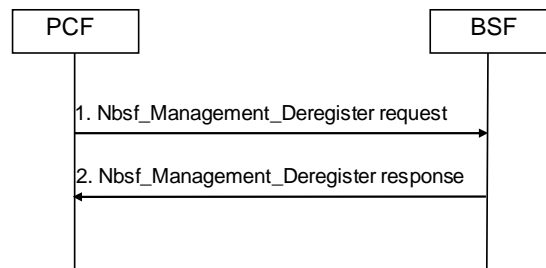 PCF
BSF
1. Nbsf_Management_Deregister request
2. Nbsf_Management_Deregister response